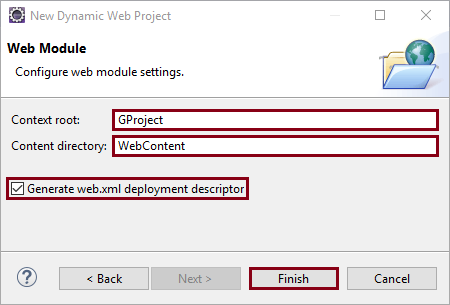 New Dynamic Web Project
Web Module
Configure web module settings.
Context root: GProject
Content directory: WebContent
Generate web.xml deployment descriptor
? < Back Next > Finish Cancel